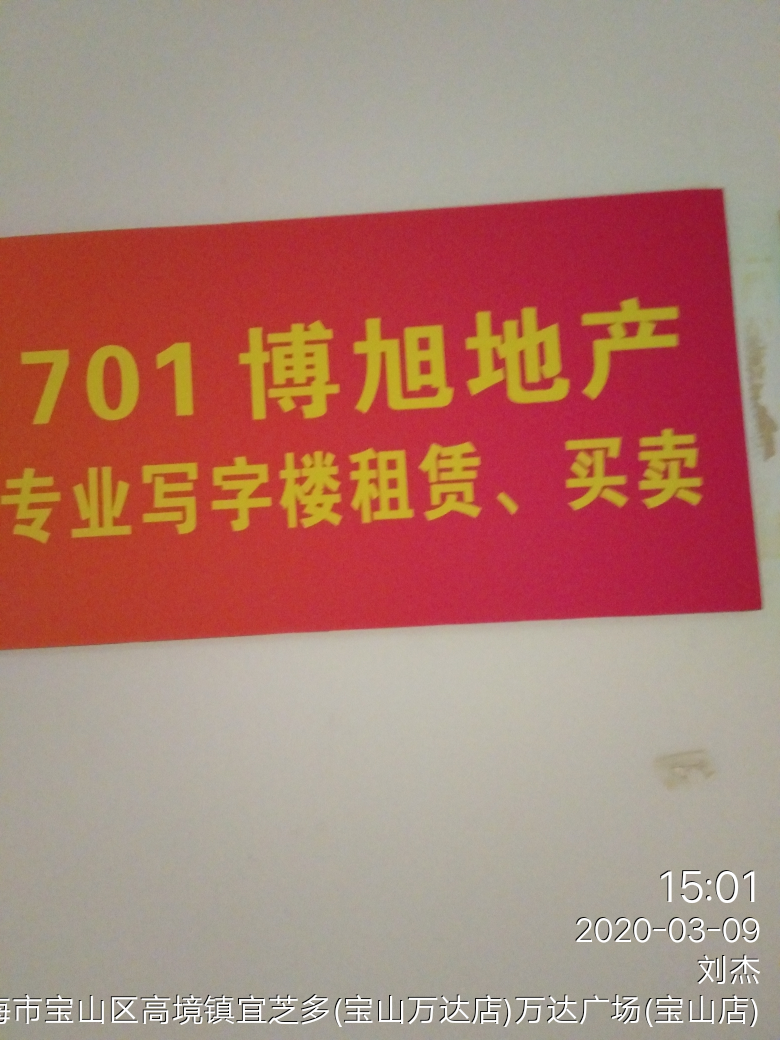 701 博旭地产
专业写字楼租赁、买卖
15:01
2020-03-09
刘杰
海市宝山区高境镇宜芝多(宝山万达店)万达广场(宝山店)